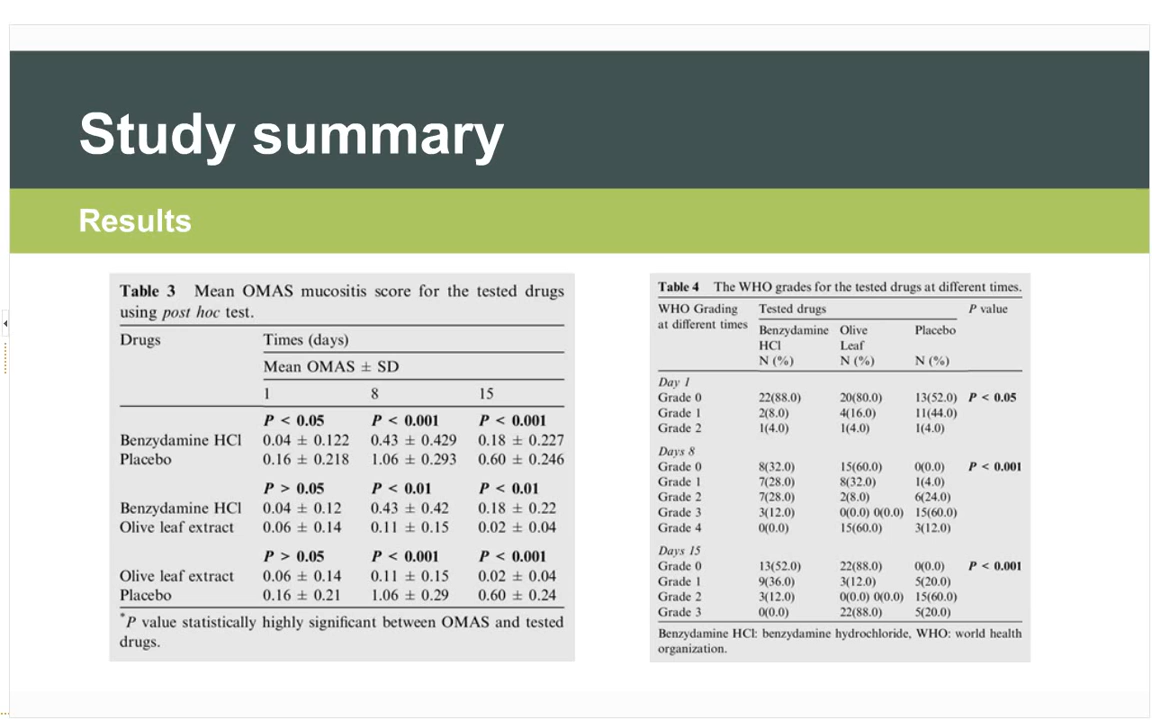 Study summary
Results
Table 3 Mean OMAS mucositis score for the tested drugs
using post hoc test.
Drugs Times (days)
Mean OMAS ± SD
1 8 15
P < 0.05 P < 0.001 P < 0.001
Benzydamine HCl 0.04 ± 0.122 0.43 ± 0.429 0.18 ± 0.227
Placebo 0.16 ± 0.218 1.06 ± 0.293 0.60 ± 0.246
P > 0.05 P < 0.01 P < 0.01
Benzydamine HCl 0.04 ± 0.12 0.43 ± 0.42 0.18 ± 0.22
Olive leaf extract 0.06 ± 0.14 0.11 ± 0.15 0.02 ± 0.04
P > 0.05 P < 0.001 P < 0.001
Olive leaf extract 0.06 ± 0.14 0.11 ± 0.15 0.02 ± 0.04
Placebo 0.16 ± 0.21 1.06 ± 0.29 0.60 ± 0.24
*P value statistically highly significant between OMAS and tested
drugs.
Table 4 The WHO grades for the tested drugs at different times.
WHO Grading Tested drugs P value
at different times Benzydamine Olive Placebo
HCl Leaf
N (%) N (%) N (%)
Day 1
Grade 0 22(88.0) 20(80.0) 13(52.0) P < 0.05
Grade 1 2(8.0) 4(16.0) 11(44.0)
Grade 2 1(4.0) 1(4.0) 1(4.0)
Days 8
Grade 0 8(32.0) 15(60.0) 0(0.0) P < 0.001
Grade 1 7(28.0) 8(32.0) 1(4.0)
Grade 2 7(28.0) 2(8.0) 6(24.0)
Grade 3 3(12.0) 0(0.0) 0(0.0) 15(60.0)
Grade 4 0(0.0) 15(60.0) 3(12.0)
Days 15
Grade 0 13(52.0) 22(88.0) 0(0.0) P < 0.001
Grade 1 9(36.0) 3(12.0) 5(20.0)
Grade 2 3(12.0) 0(0.0) 0(0.0) 15(60.0)
Grade 3 0(0.0) 22(88.0) 5(20.0)
Benzydamine HCl: benzydamine hydrochloride, WHO: world health
organization.